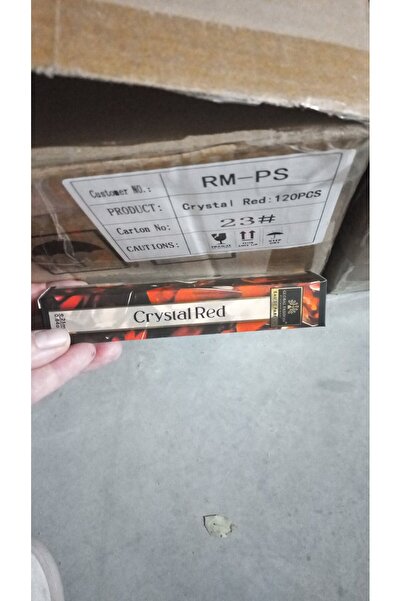 Customer NO.: RM-PS
PRODUCT: Crystal Red:120PCS
Carton No: 23#
CAUTIONS:
Crystal Red